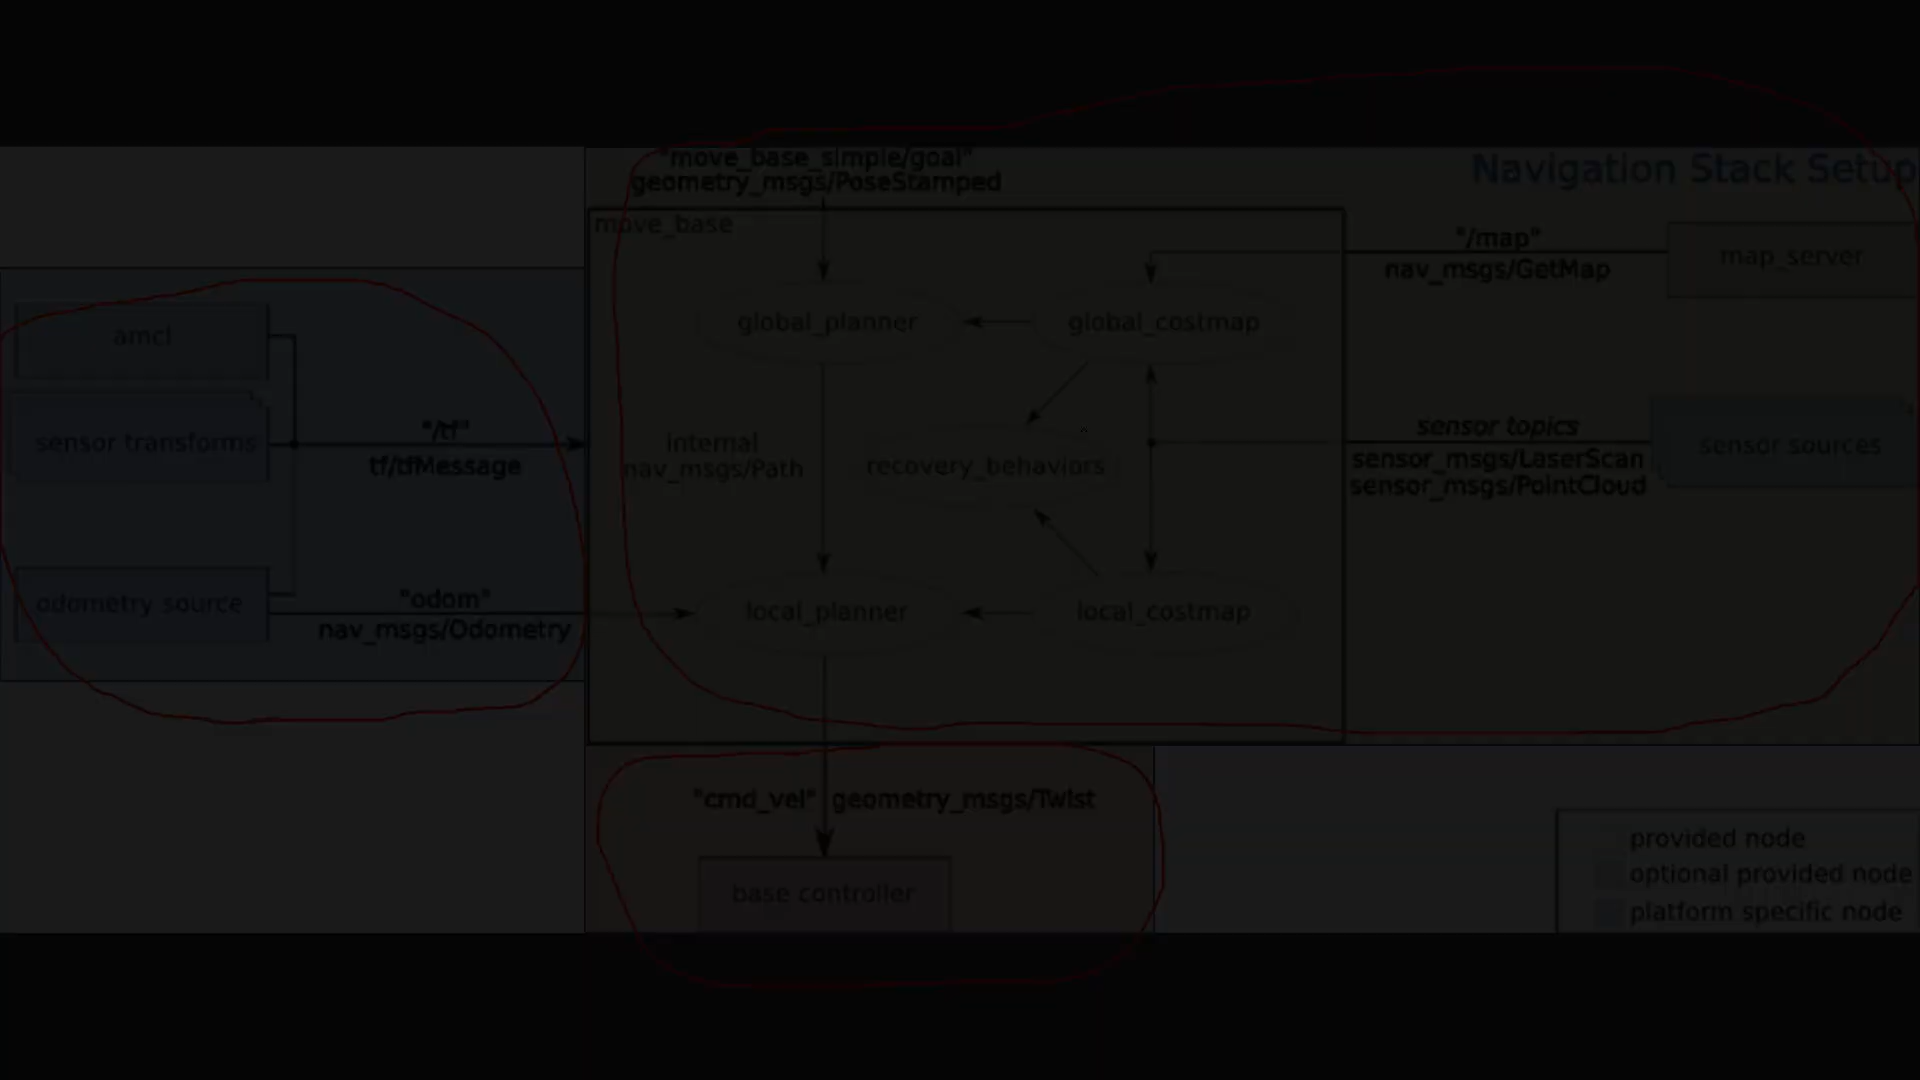 "move_base_simple/goal"
geometry_msgs/PoseStamped
Navigation Stack Setup
move_base
"/map"
nav_msgs/GetMap
map_server
amcl
global_planner
global_costmap
sensor transforms
"/tf"
tf/tfMessage
internal
nav_msgs/Path
recovery_behaviors
sensor topics
sensor_msgs/LaserScan
sensor_msgs/PointCloud
sensor sources
odometry source
"odom"
nav_msgs/Odometry
local_planner
local_costmap
"cmd_vel" geometry_msgs/Twist
base controller
provided node
optional provided node
platform specific node